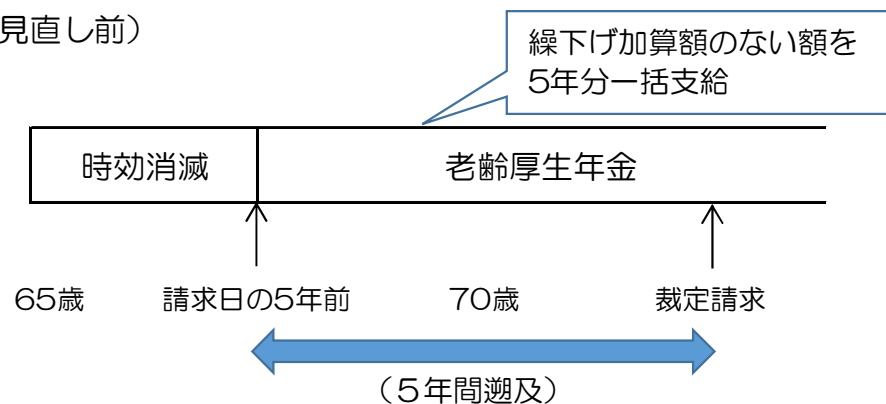 見直し前）
繰下げ加算額のない額を
5年分一括支給
時効消滅
老齢厚生年金
65歳
請求日の5年前
70歳
裁定請求
（５年間遡及）